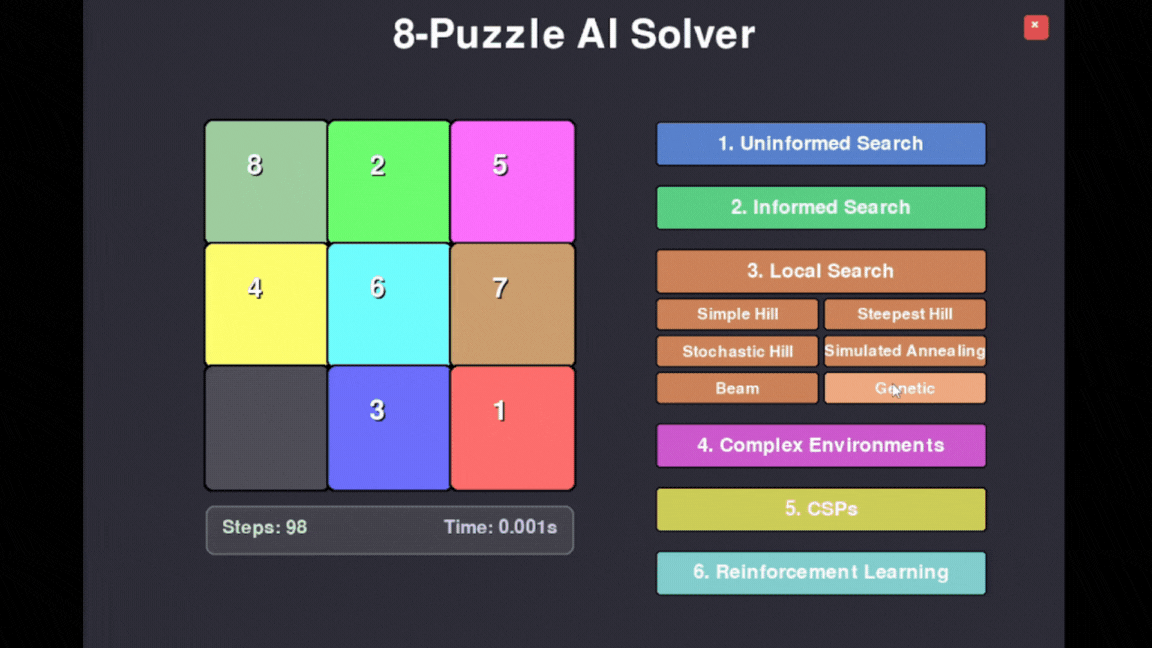 8-Puzzle AI Solver
8 2 5
4 6 7
3 1
Steps: 98 Time: 0.001s
1. Uninformed Search
2. Informed Search
3. Local Search
Simple Hill Steepest Hill
Stochastic Hill Simulated Annealing
Beam Genetic
4. Complex Environments
5. CSPs
6. Reinforcement Learning